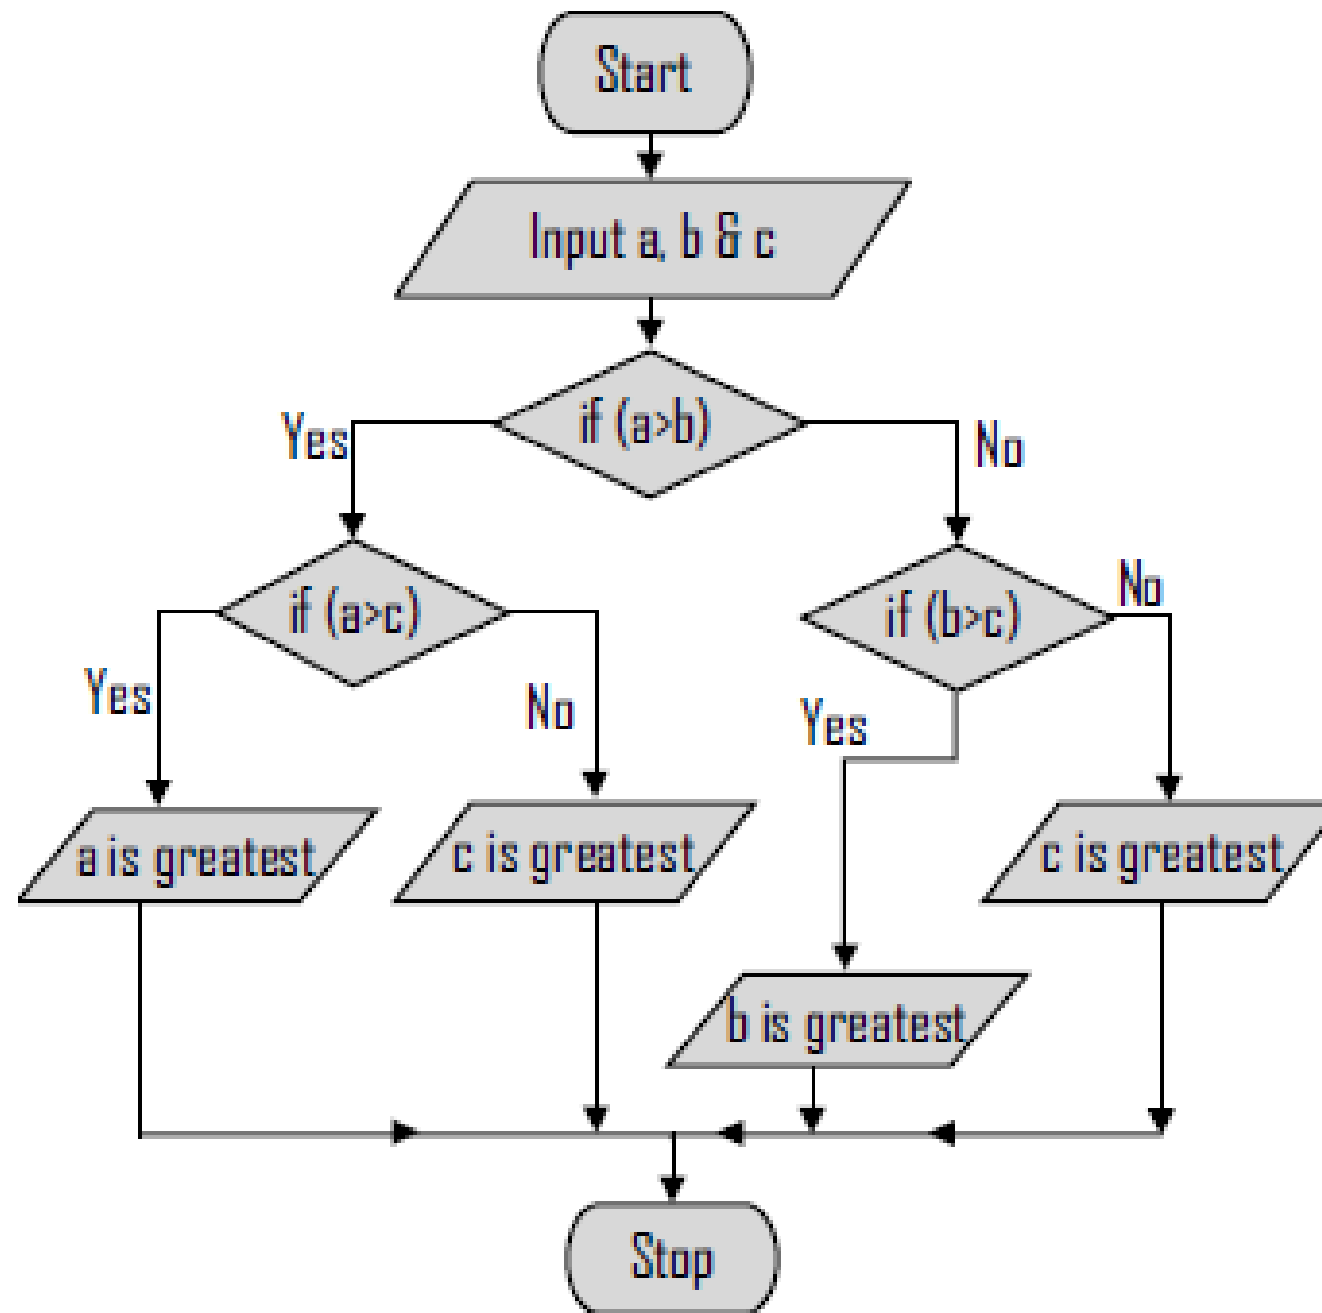 Start
Input a, b & c
if (a>b)
Yes
No
if (a>c)
if (b>c)
No
Yes
No
Yes
a is greatest
c is greatest
c is greatest
b is greatest
Stop